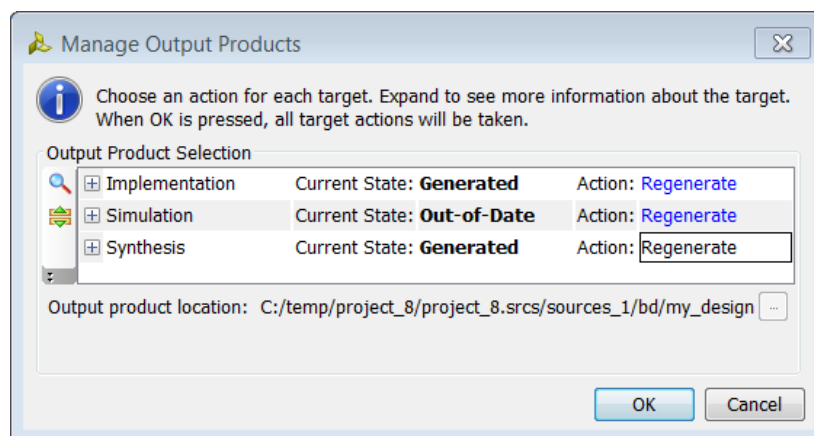 Manage Output Products
Choose an action for each target. Expand to see more information about the target.
When OK is pressed, all target actions will be taken.
Output Product Selection
Implementation Current State: Generated Action: Regenerate
Simulation Current State: Out-of-Date Action: Regenerate
Synthesis Current State: Generated Action: Regenerate
Output product location: C:/temp/project_8/project_8.srcs/sources_1/bd/my_design ...
OK Cancel